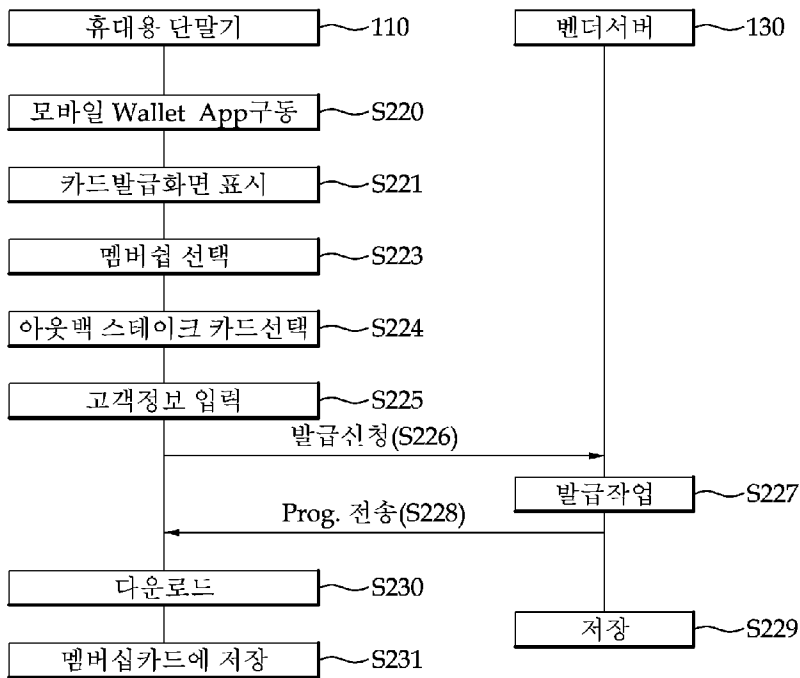 휴대용 단말기 110 벤더서버 130
모바일 Wallet App구동 S220
카드발급화면 표시 S221
멤버쉽 선택 S223
아웃백 스테이크 카드선택 S224
고객정보 입력 S225
발급신청(S226)
발급작업 S227
Prog. 전송(S228)
다운로드 S230
저장 S229
멤버십카드에 저장 S231